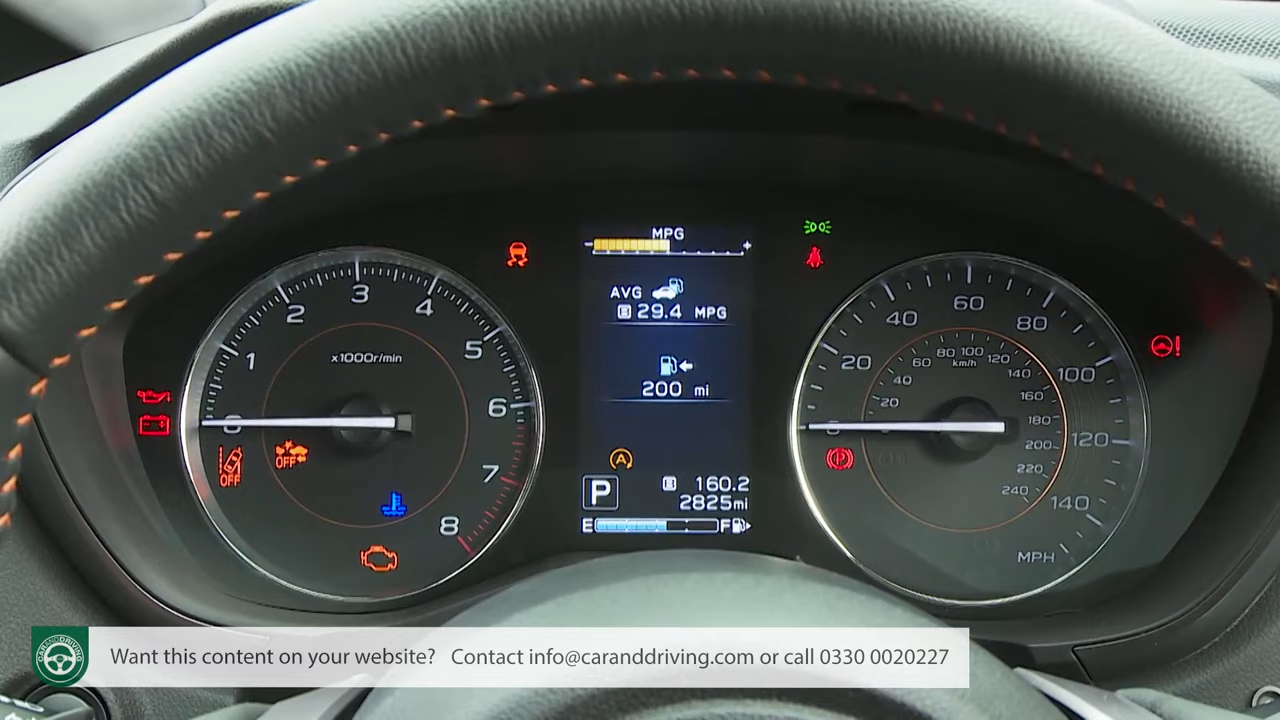 MPG
- +
AVG
29.4 MPG
200 mi
A
P
160.2
2825mi
E F
x1000r/min
1
2
3
4
5
6
7
8
OFF
OFF
20
40
60
80
100
120
140
MPH
km/h
20
40
60
80
100
120
140
160
180
200
220
240
(P)
!
CARANDDRIVING
Want this content on your website? Contact info@caranddriving.com or call 0330 0020227